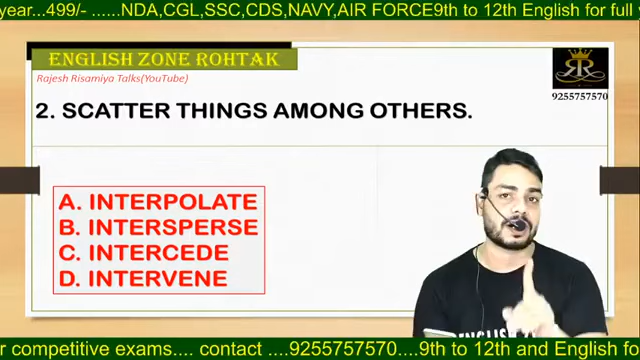 year...499/- ....NDA,CGL,SSC,CDS,NAVY,AIR FORCE9th to 12th English for full
ENGLISH ZONE ROHTAK
Rajesh Risamiya Talks(YouTube)
9255757570
2. SCATTER THINGS AMONG OTHERS.
A. INTERPOLATE
B. INTERSPERSE
C. INTERCEDE
D. INTERVENE
ENGLISH
r competitive exams.... contact ....9255757570....9th to 12th and English fo